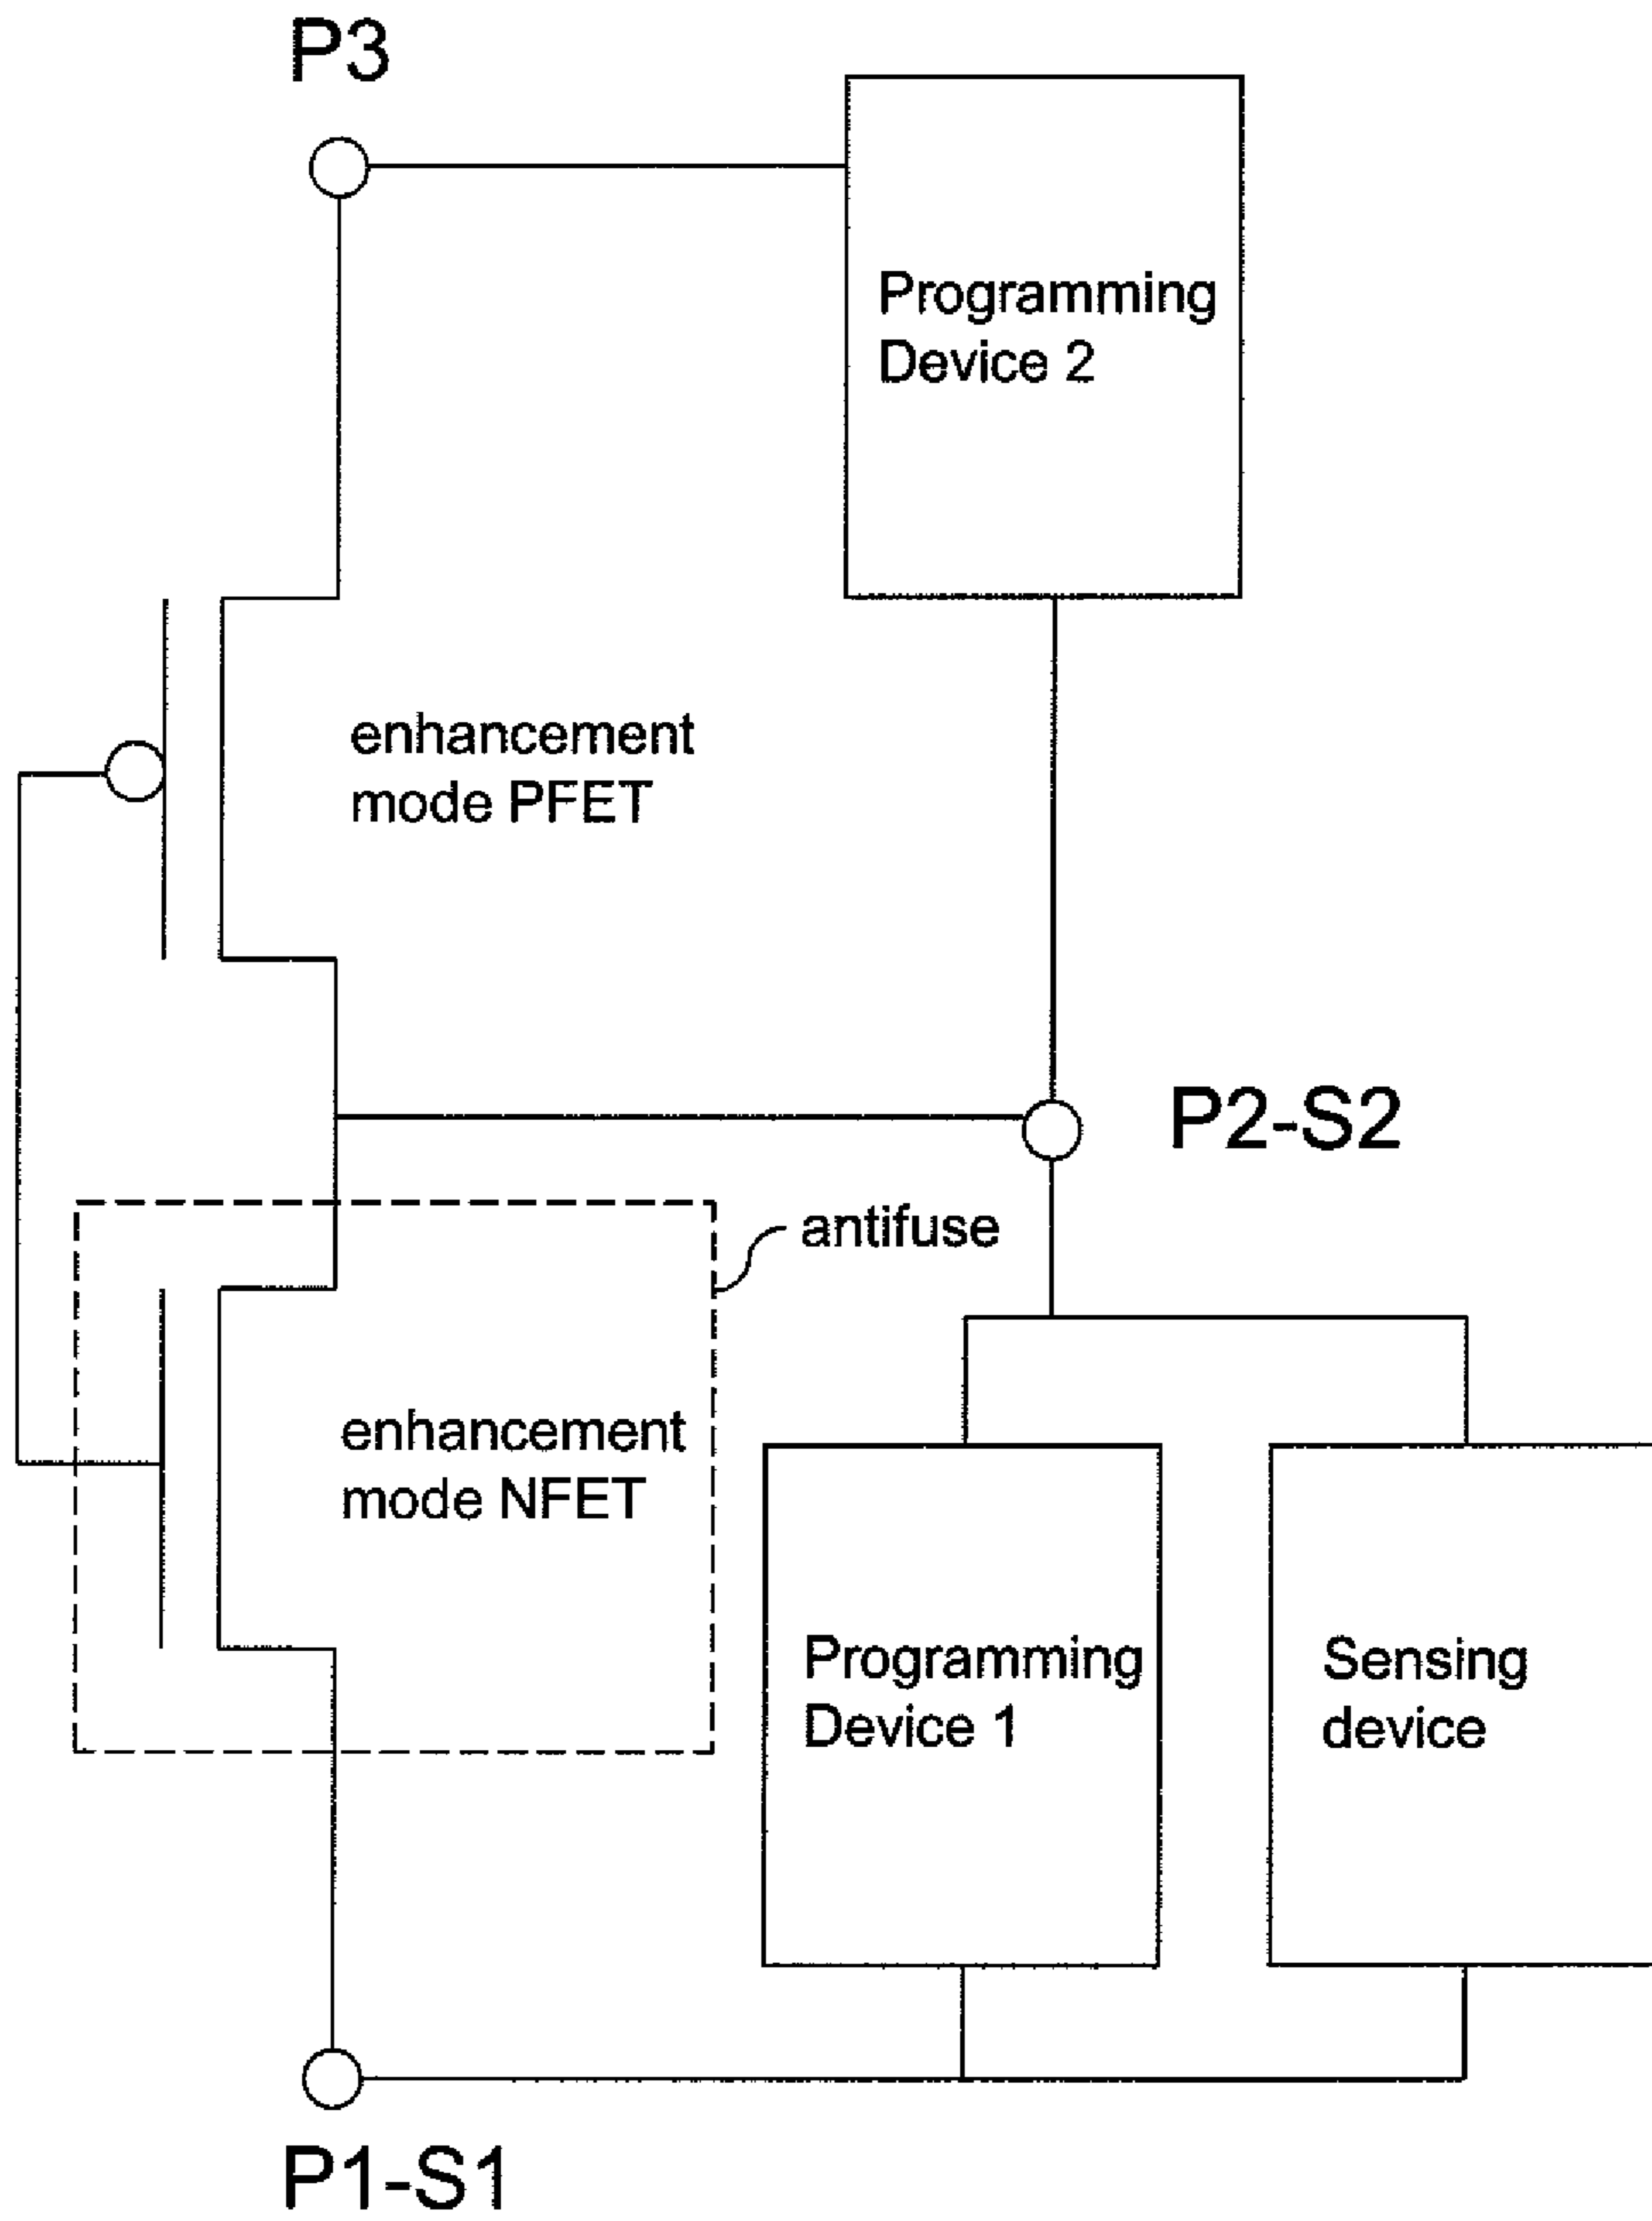 P3
Programming
Device 2
enhancement
mode PFET
P2-S2
antifuse
enhancement
mode NFET
Programming
Device 1
Sensing
device
P1-S1